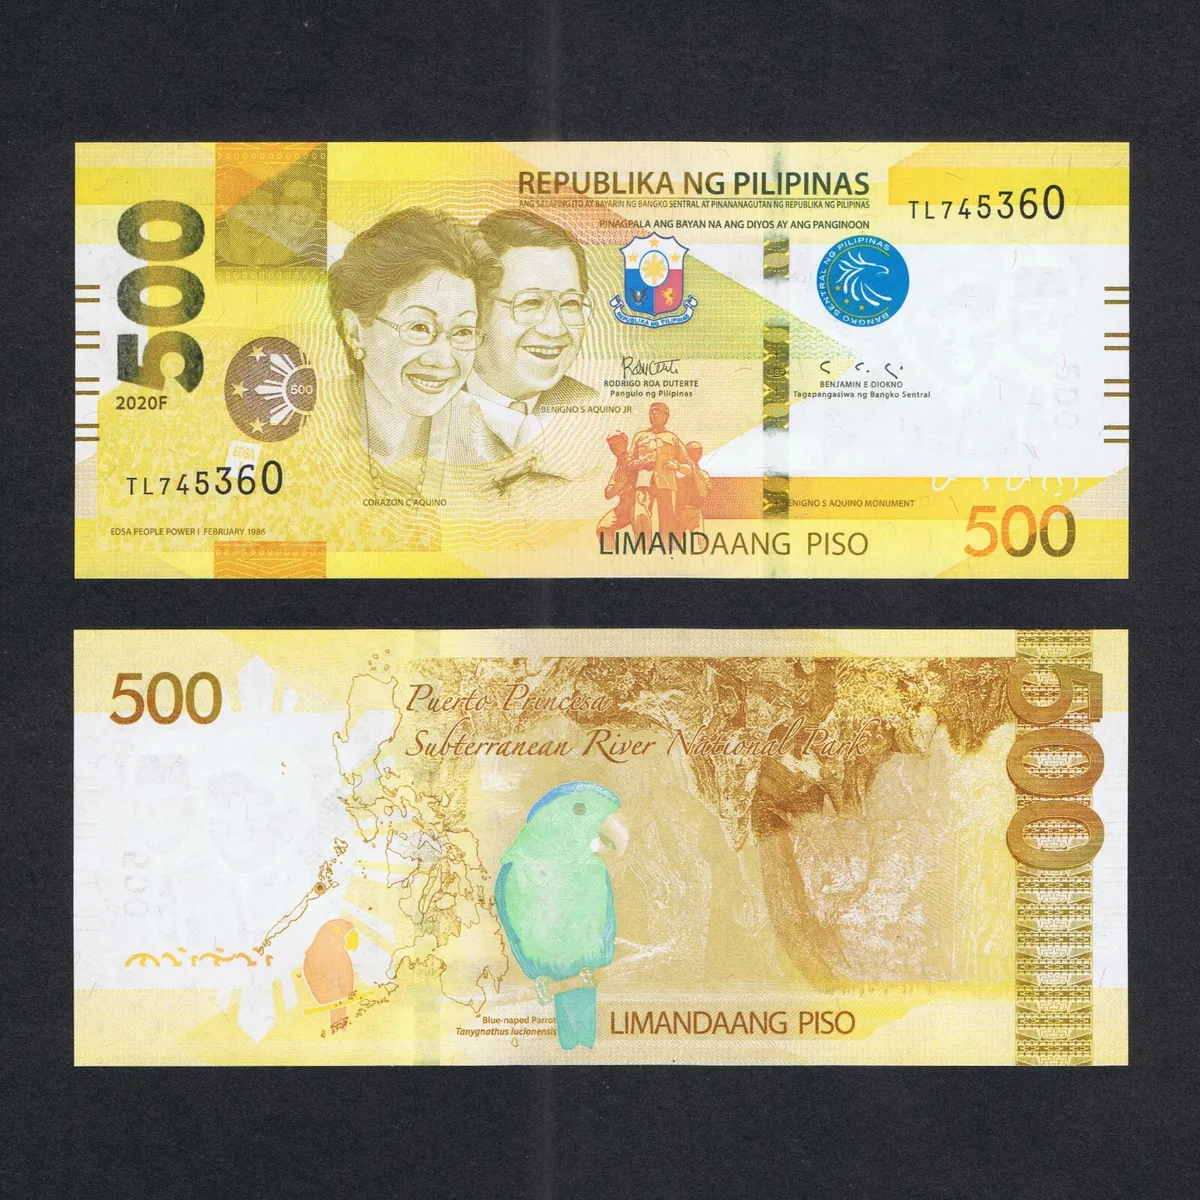 REPUBLIKA NG PILIPINAS
ANG SALAPING ITO AY BAYARIN NG BANGKO SENTRAL AT PINANANAGUTAN NG REPUBLIKA NG PILIPINAS
PINAGPALA ANG BAYAN NA ANG DIYOS AY ANG PANGINOON
TL745360
500
REPUBLIKA NG PILIPINAS
BANGKO SENTRAL NG PILIPINAS
500
2020F
RODRIGO ROA DUTERTE
Pangulo ng Pilipinas
BENJAMIN E DIOKNO
Tagapangasiwa ng Bangko Sentral
BENIGNO S AQUINO JR
EDSA
TL745360
CORAZON C AQUINO
BENIGNO S AQUINO MONUMENT
EDSA PEOPLE POWER I FEBRUARY 1986
LIMANDAANG PISO
500
500
Puerto Princesa
Subterranean River National Park
500
Blue-naped Parrot
Tanygnathus lucionensis
LIMANDAANG PISO